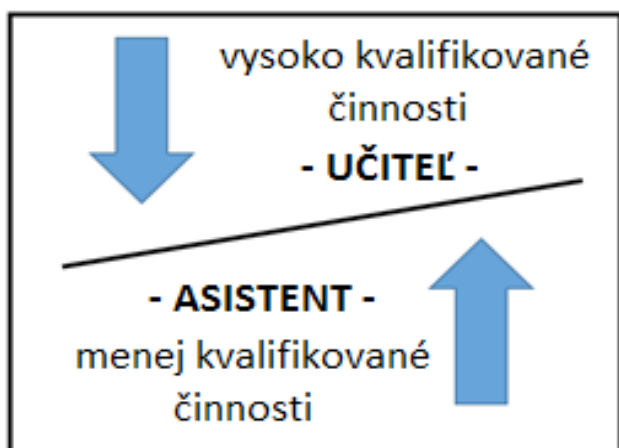 vysoko kvalifikované
činnosti
- UČITEĽ -
- ASISTENT -
menej kvalifikované
činnosti